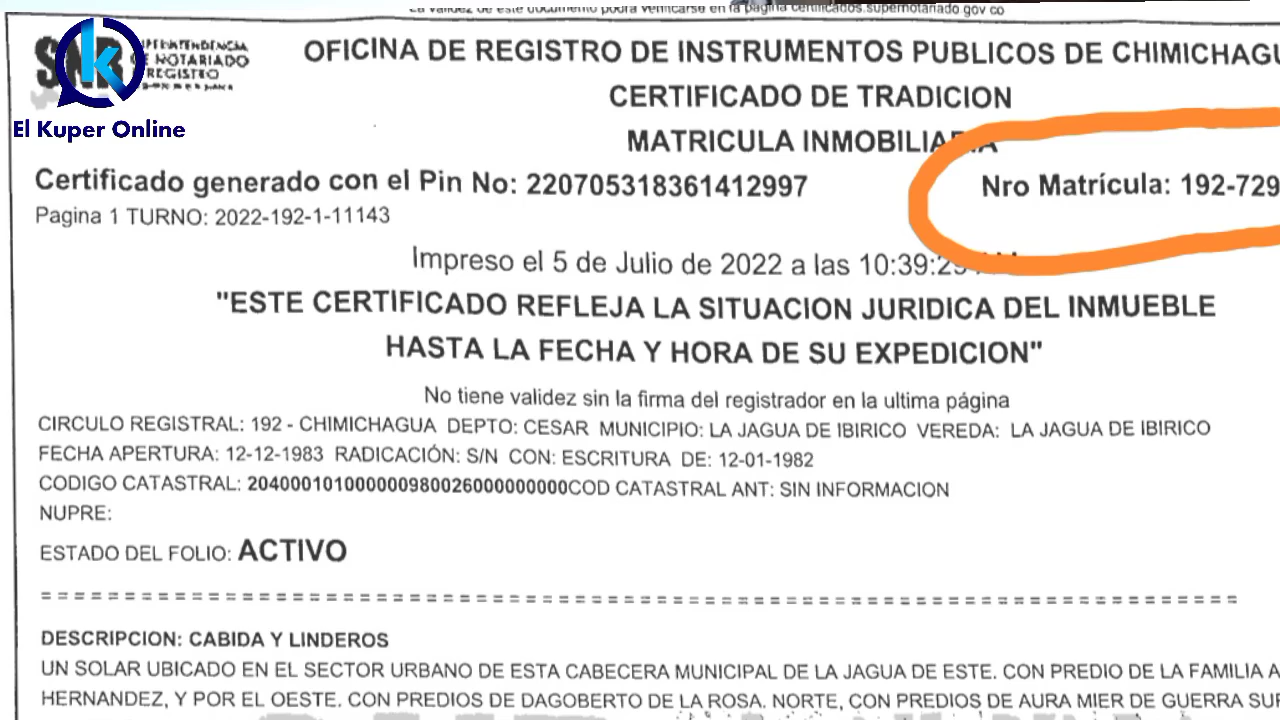 La validez de este documento podrá verificarse en la página certificados.supernotariado gov co
SNR SUPERINTENDENCIA
DE NOTARIADO
REGISTRO
k
El Kuper Online
OFICINA DE REGISTRO DE INSTRUMENTOS PUBLICOS DE CHIMICHAGU
CERTIFICADO DE TRADICION
MATRICULA INMOBILIARIA
Certificado generado con el Pin No: 220705318361412997
Nro Matrícula: 192-729
Pagina 1 TURNO: 2022-192-1-11143
Impreso el 5 de Julio de 2022 a las 10:39:29
"ESTE CERTIFICADO REFLEJA LA SITUACION JURIDICA DEL INMUEBLE
HASTA LA FECHA Y HORA DE SU EXPEDICION"
No tiene validez sin la firma del registrador en la ultima página
CIRCULO REGISTRAL: 192 - CHIMICHAGUA DEPTO: CESAR MUNICIPIO: LA JAGUA DE IBIRICO VEREDA: LA JAGUA DE IBIRICO
FECHA APERTURA: 12-12-1983 RADICACIÓN: S/N CON: ESCRITURA DE: 12-01-1982
CODIGO CATASTRAL: 204000101000000980026000000000COD CATASTRAL ANT: SIN INFORMACION
NUPRE:
ESTADO DEL FOLIO: ACTIVO
DESCRIPCION: CABIDA Y LINDEROS
UN SOLAR UBICADO EN EL SECTOR URBANO DE ESTA CABECERA MUNICIPAL DE LA JAGUA DE ESTE. CON PREDIO DE LA FAMILIA A
HERNANDEZ, Y POR EL OESTE. CON PREDIOS DE DAGOBERTO DE LA ROSA. NORTE, CON PREDIOS DE AURA MIER DE GUERRA SU